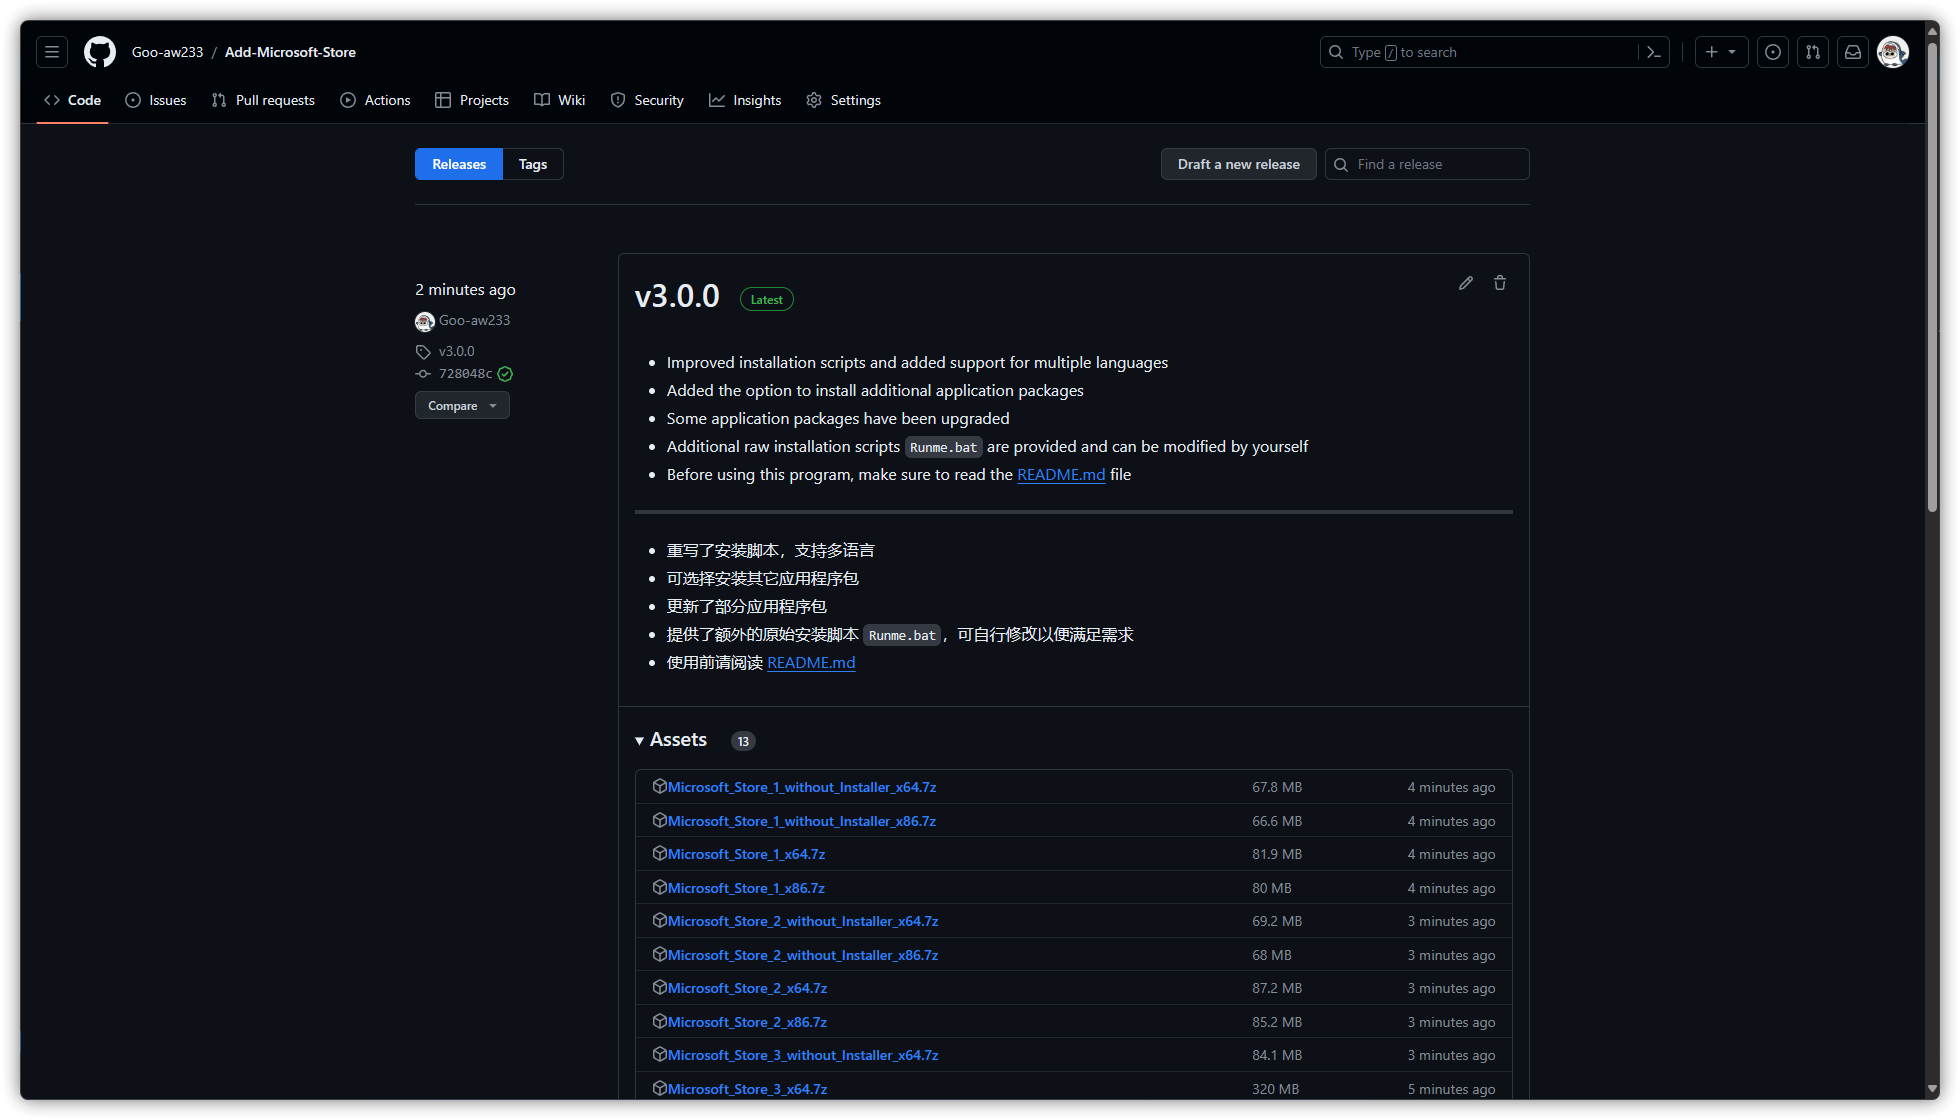 Goo-aw233 / Add-Microsoft-Store
Type / to search
Code
Issues
Pull requests
Actions
Projects
Wiki
Security
Insights
Settings
Releases
Tags
Draft a new release
Find a release
2 minutes ago
Goo-aw233
v3.0.0
728048c
Compare
v3.0.0
Latest
Improved installation scripts and added support for multiple languages
Added the option to install additional application packages
Some application packages have been upgraded
Additional raw installation scripts Runme.bat are provided and can be modified by yourself
Before using this program, make sure to read the README.md file
重写了安装脚本，支持多语言
可选择安装其它应用程序包
更新了部分应用程序包
提供了额外的原始安装脚本 Runme.bat，可自行修改以便满足需求
使用前请阅读 README.md
Assets 13
Microsoft_Store_1_without_Installer_x64.7z 67.8 MB 4 minutes ago
Microsoft_Store_1_without_Installer_x86.7z 66.6 MB 4 minutes ago
Microsoft_Store_1_x64.7z 81.9 MB 4 minutes ago
Microsoft_Store_1_x86.7z 80 MB 4 minutes ago
Microsoft_Store_2_without_Installer_x64.7z 69.2 MB 3 minutes ago
Microsoft_Store_2_without_Installer_x86.7z 68 MB 3 minutes ago
Microsoft_Store_2_x64.7z 87.2 MB 3 minutes ago
Microsoft_Store_2_x86.7z 85.2 MB 3 minutes ago
Microsoft_Store_3_without_Installer_x64.7z 84.1 MB 3 minutes ago
Microsoft_Store_3_x64.7z 320 MB 5 minutes ago